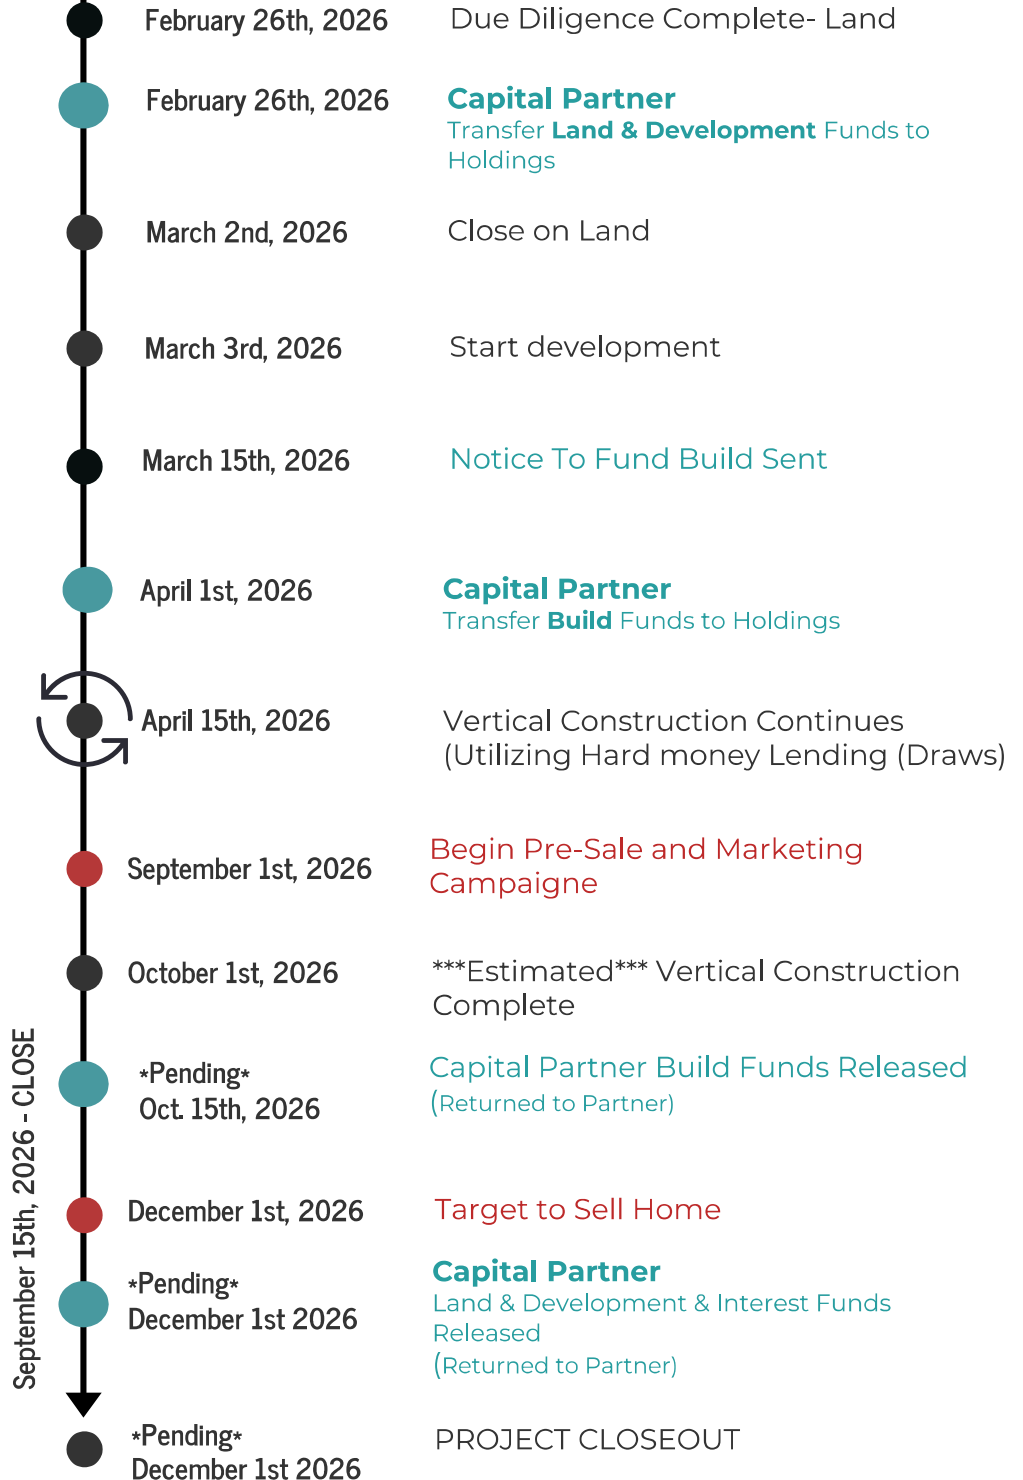 February 26th, 2026
Due Diligence Complete- Land
February 26th, 2026
Capital Partner
Transfer Land & Development Funds to
Holdings
March 2nd, 2026
Close on Land
March 3rd, 2026
Start development
March 15th, 2026
Notice To Fund Build Sent
April 1st, 2026
Capital Partner
Transfer Build Funds to Holdings
April 15th, 2026
Vertical Construction Continues
(Utilizing Hard money Lending (Draws)
September 1st, 2026
Begin Pre-Sale and Marketing
Campaigne
October 1st, 2026
***Estimated*** Vertical Construction
Complete
*Pending*
Oct. 15th, 2026
Capital Partner Build Funds Released
(Returned to Partner)
December 1st, 2026
Target to Sell Home
*Pending*
December 1st 2026
Capital Partner
Land & Development & Interest Funds
Released
(Returned to Partner)
*Pending*
December 1st 2026
PROJECT CLOSEOUT
September 15th, 2026 - CLOSE